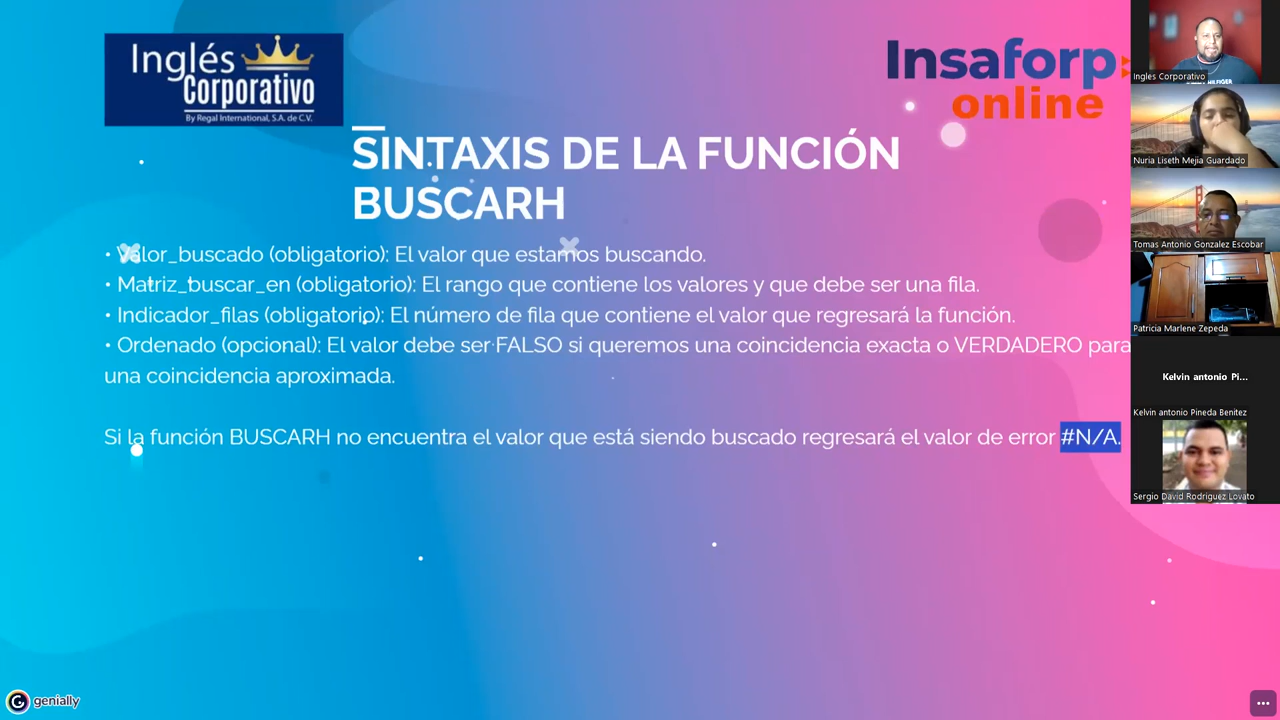 Inglés
Corporativo
By Regal International, S.A. de C.V.
Insaforp
online
SINTAXIS DE LA FUNCIÓN
BUSCARH
• Valor_buscado (obligatorio): El valor que estamos buscando.
• Matriz_buscar_en (obligatorio): El rango que contiene los valores y que debe ser una fila.
• Indicador_filas (obligatorio): El número de fila que contiene el valor que regresará la función.
• Ordenado (opcional): El valor debe ser FALSO si queremos una coincidencia exacta o VERDADERO para
una coincidencia aproximada.
Si la función BUSCARH no encuentra el valor que está siendo buscado regresará el valor de error #N/A.
genially
HILFIGER
Ingles Corporativo
Nuria Liseth Mejia Guardado
Tomas Antonio Gonzalez Escobar
Patricia Marlene Zepeda
Kelvin antonio Pi...
Kelvin antonio Pineda Benitez
Sergio David Rodriguez Lovato